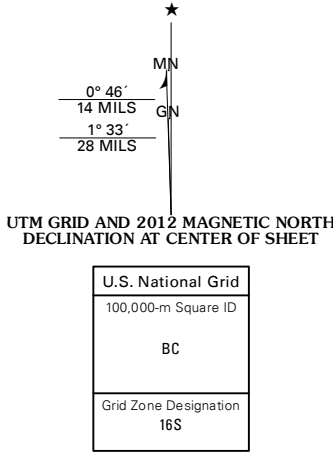 ★
MN
0° 46´
14 MILS
GN
1° 33´
28 MILS
UTM GRID AND 2012 MAGNETIC NORTH
DECLINATION AT CENTER OF SHEET
U.S. National Grid
100,000-m Square ID
BC
Grid Zone Designation
16S